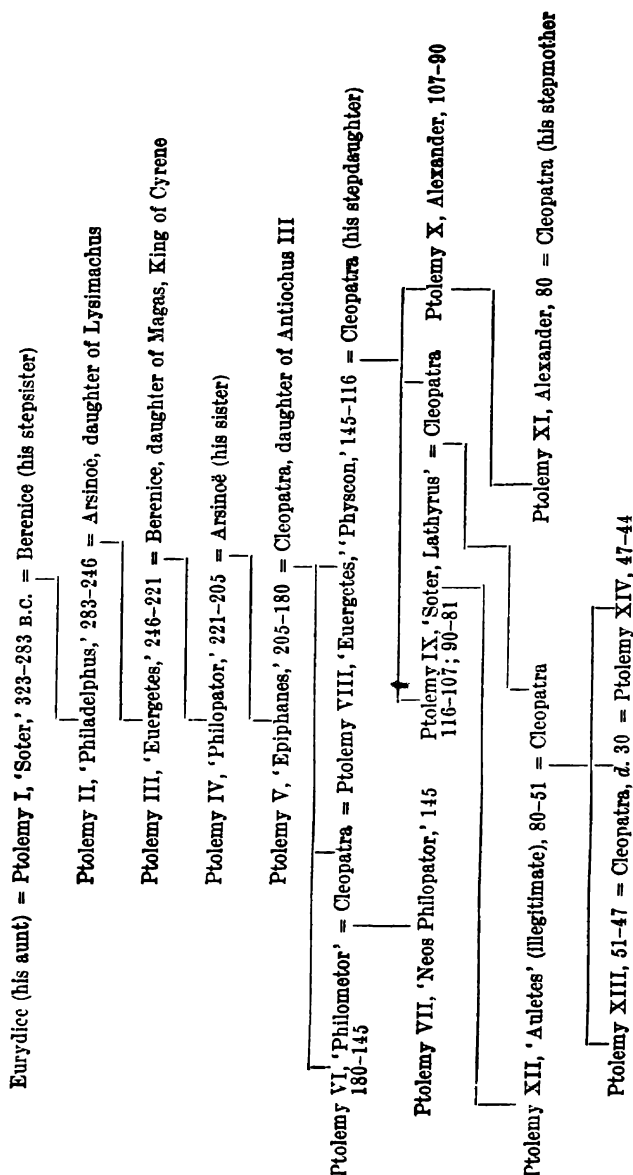 Eurydice (his aunt) = Ptolemy I, ‘Soter,’ 323–283 B.C. = Berenice (his stepsister)
Ptolemy II, ‘Philadelphus,’ 283–246 = Arsinoë, daughter of Lysimachus
Ptolemy III, ‘Euergetes,’ 246–221 = Berenice, daughter of Magas, King of Cyrene
Ptolemy IV, ‘Philopator,’ 221–205 = Arsinoë (his sister)
Ptolemy V, ‘Epiphanes,’ 205–180 = Cleopatra, daughter of Antiochus III
Ptolemy VI, ‘Philometor’ = Cleopatra = Ptolemy VIII, ‘Euergetes,’ ‘Physcon,’ 145–116 = Cleopatra (his stepdaughter)
180–145
Ptolemy VII, ‘Neos Philopator,’ 145
Ptolemy IX, ‘Soter, Lathyrus’ = Cleopatra Ptolemy X, Alexander, 107–90
116–107; 90–81
Ptolemy XII, ‘Auletes’ (illegitimate), 80–51 = Cleopatra
Ptolemy XI, Alexander, 80 = Cleopatra (his stepmother)
Ptolemy XIII, 51–47 = Cleopatra, d. 30 = Ptolemy XIV, 47–44